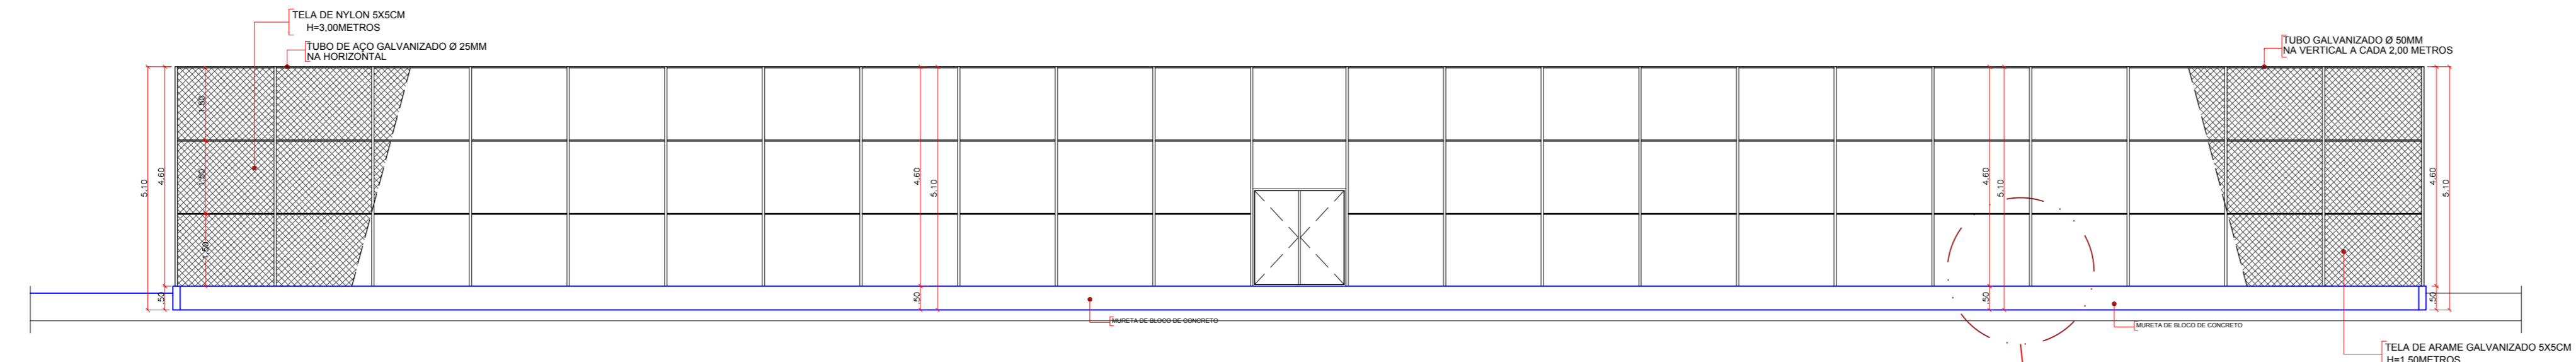 TELA DE NYLON 5X5CM
H=3,00METROS
TUBO DE AÇO GALVANIZADO Ø 25MM
NA HORIZONTAL
TUBO GALVANIZADO Ø 50MM
NA VERTICAL A CADA 2,00 METROS
5,10
4,60
.50
1,50
1,50
1,50
4,60
.50
5,10
4,60
.50
5,10
4,60
.50
5,10
MURETA DE BLOCO DE CONCRETO
MURETA DE BLOCO DE CONCRETO
TELA DE ARAME GALVANIZADO 5X5CM
H=1,50METROS